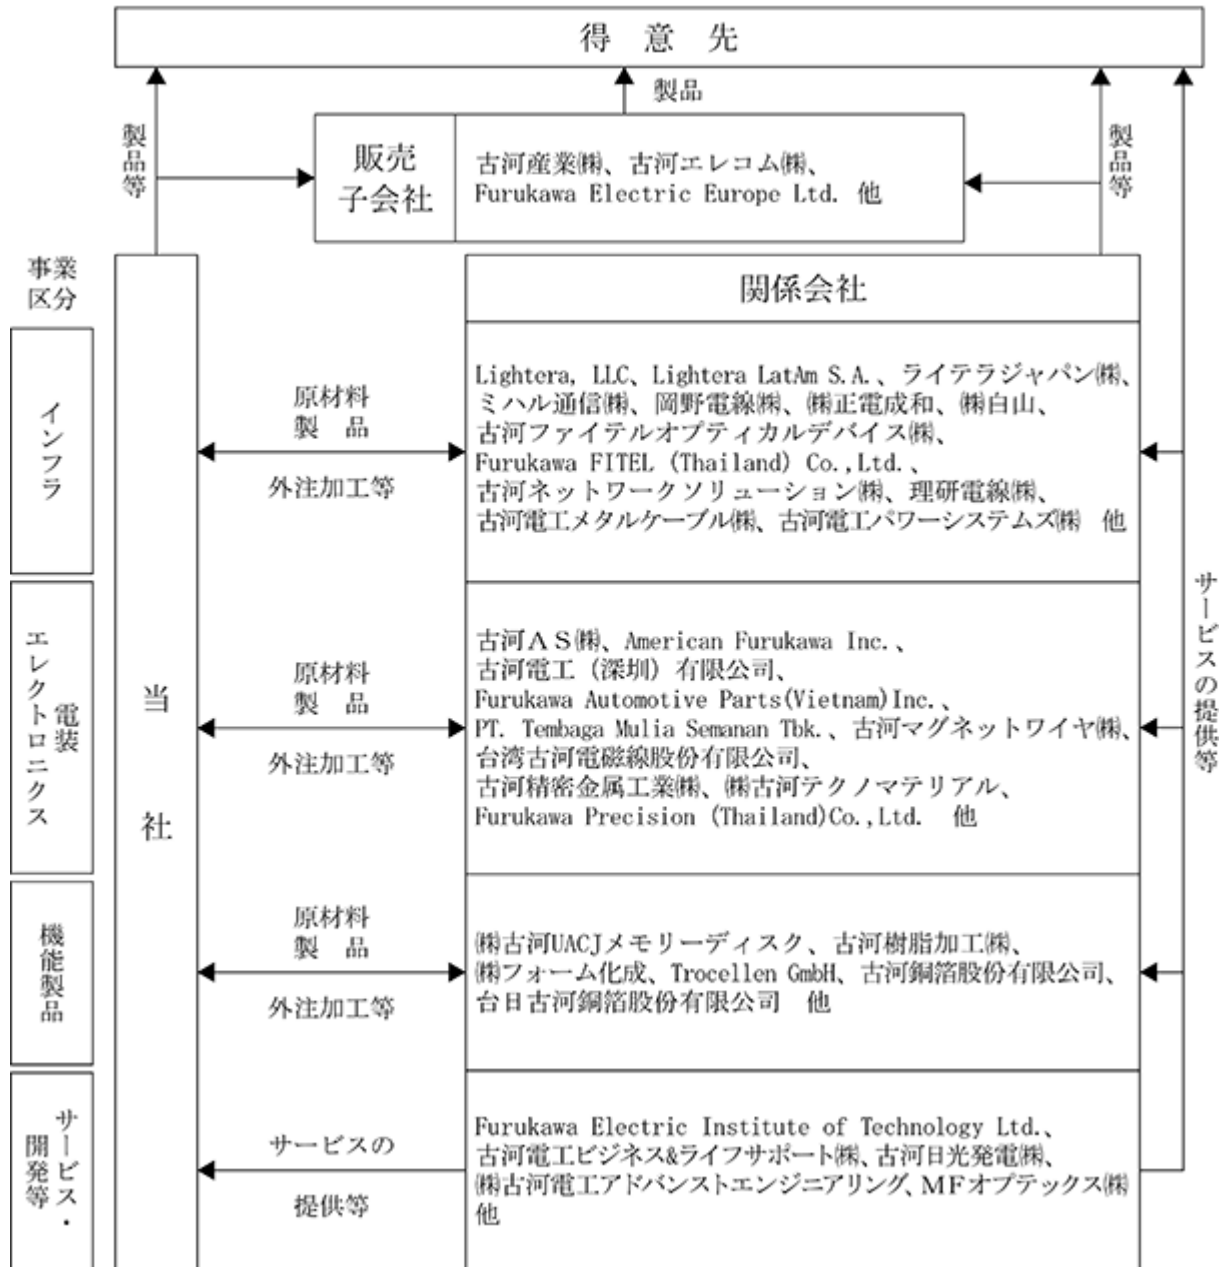 得 意 先
製品
製品等
販売
子会社
古河産業㈱、古河エレコム㈱、
Furukawa Electric Europe Ltd. 他
製品等
事業
区分
当 社
関係会社
インフラ
原材料
製 品
外注加工等
Lightera, LLC、Lightera LatAm S.A.、ライテラジャパン㈱、
ミハル通信㈱、岡野電線㈱、㈱正電成和、㈱白山、
古河ファイテルオプティカルデバイス㈱、
Furukawa FITEL (Thailand) Co.,Ltd.、
古河ネットワークソリューション㈱、理研電線㈱、
古河電工メタルケーブル㈱、古河電工パワーシステムズ㈱ 他
電装
エレクトロニクス
原材料
製 品
外注加工等
古河ＡＳ㈱、American Furukawa Inc.、
古河電工（深圳）有限公司、
Furukawa Automotive Parts(Vietnam)Inc.、
PT. Tembaga Mulia Semanan Tbk.、古河マグネットワイヤ㈱、
台湾古河電磁線股份有限公司、
古河精密金属工業㈱、㈱古河テクノマテリアル、
Furukawa Precision (Thailand)Co.,Ltd. 他
サービスの提供等
機能製品
原材料
製 品
外注加工等
㈱古河UACJメモリーディスク、古河樹脂加工㈱、
㈱フォーム化成、Trocellen GmbH、古河銅箔股份有限公司、
台日古河銅箔股份有限公司 他
サービス・
開発等
サービスの
提供等
Furukawa Electric Institute of Technology Ltd.、
古河電工ビジネス&ライフサポート㈱、古河日光発電㈱、
㈱古河電工アドバンストエンジニアリング、ＭＦオプテックス㈱
他